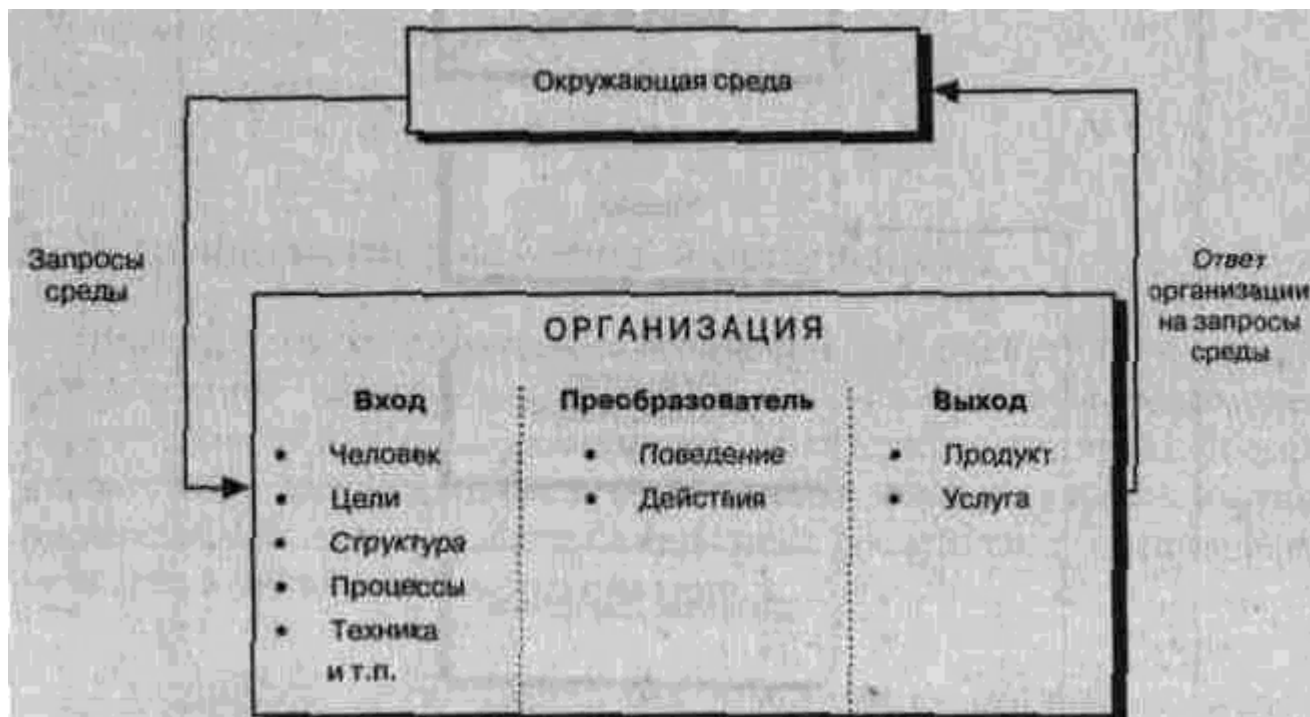 Окружающая среда
Запросы
среды
Ответ
организации
на запросы
среды
ОРГАНИЗАЦИЯ
Вход
• Человек
• Цели
• Структура
• Процессы
• Техника
и т.п.
Преобразователь
• Поведение
• Действия
Выход
• Продукт
• Услуга